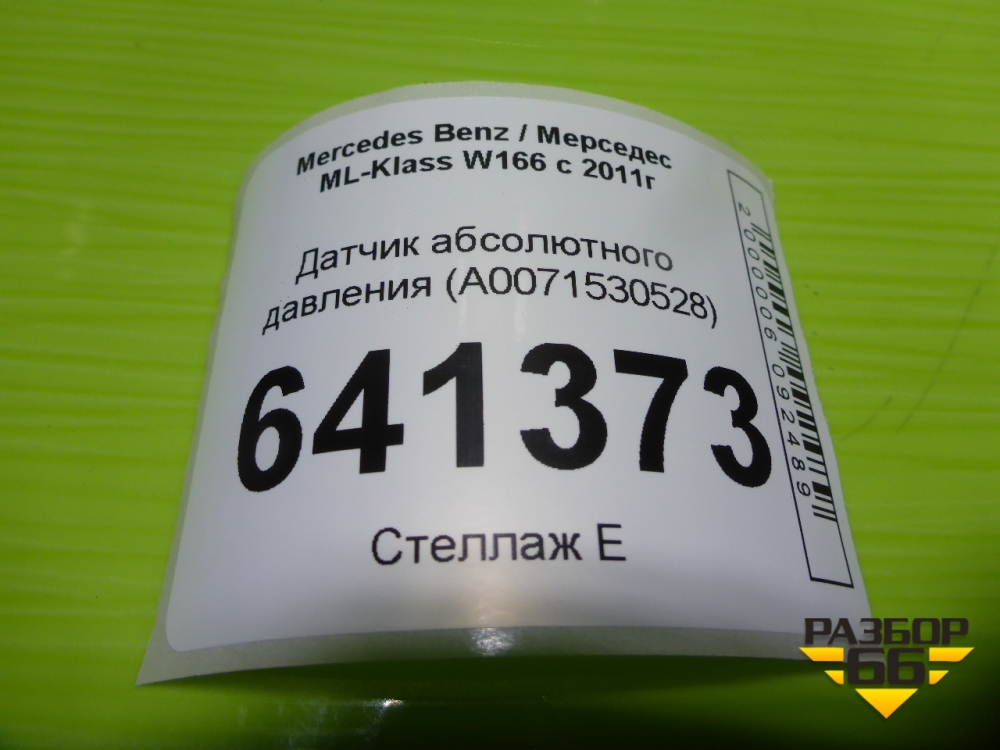 Mercedes Benz / Мерседес
ML-Klass W166 с 2011г
Датчик абсолютного
давления (A0071530528)
641373
Стеллаж Е
2000006092489
РАЗБОР
66